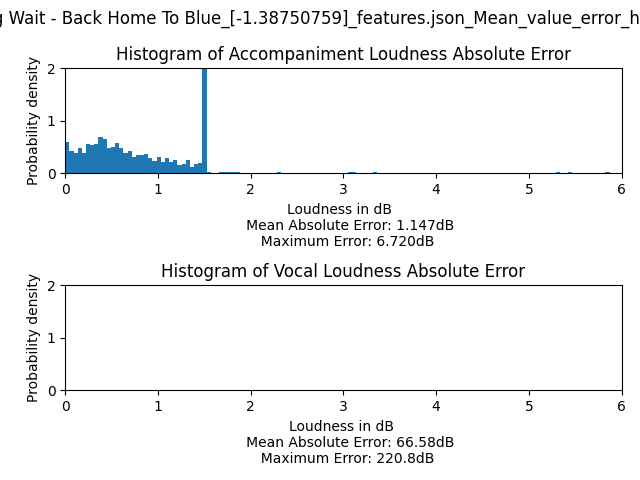 Wait - Back Home To Blue_[-1.38750759]_features.json_Mean_value_error_h
Histogram of Accompaniment Loudness Absolute Error
Probability density
2
1
0
0 1 2 3 4 5 6
Loudness in dB
Mean Absolute Error: 1.147dB
Maximum Error: 6.720dB
Histogram of Vocal Loudness Absolute Error
Probability density
2
1
0
0 1 2 3 4 5 6
Loudness in dB
Mean Absolute Error: 66.58dB
Maximum Error: 220.8dB